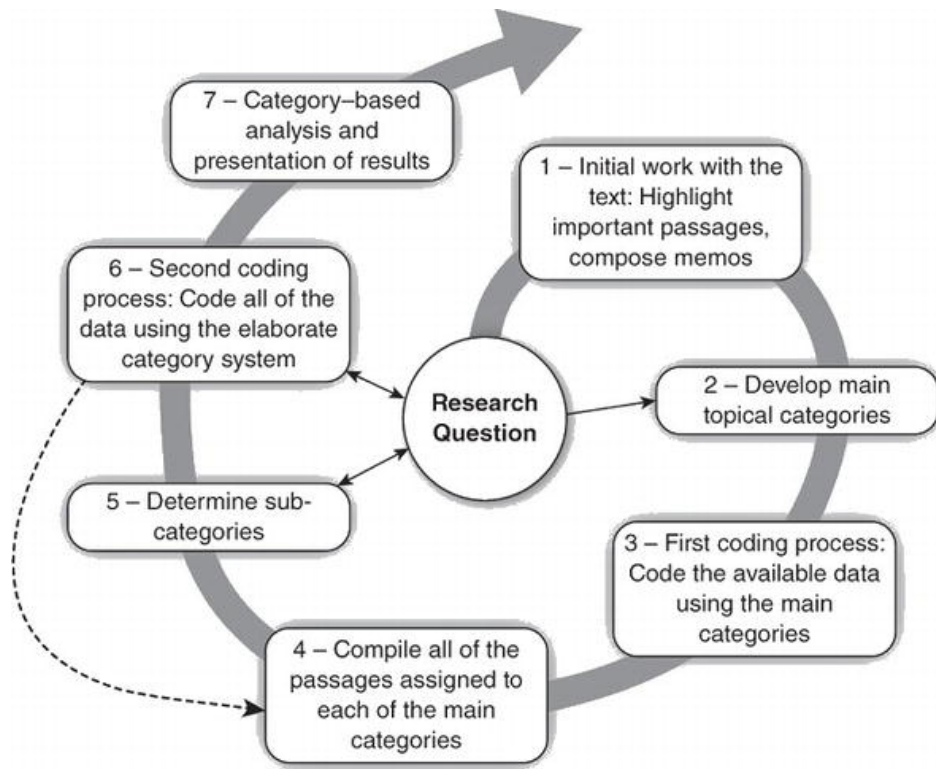 7 – Category–based
analysis and
presentation of results
1 – Initial work with the
text: Highlight
important passages,
compose memos
6 – Second coding
process: Code all of the
data using the elaborate
category system
Research
Question
2 – Develop main
topical categories
5 – Determine sub-
categories
3 – First coding process:
Code the available data
using the main
categories
4 – Compile all of the
passages assigned to
each of the main
categories